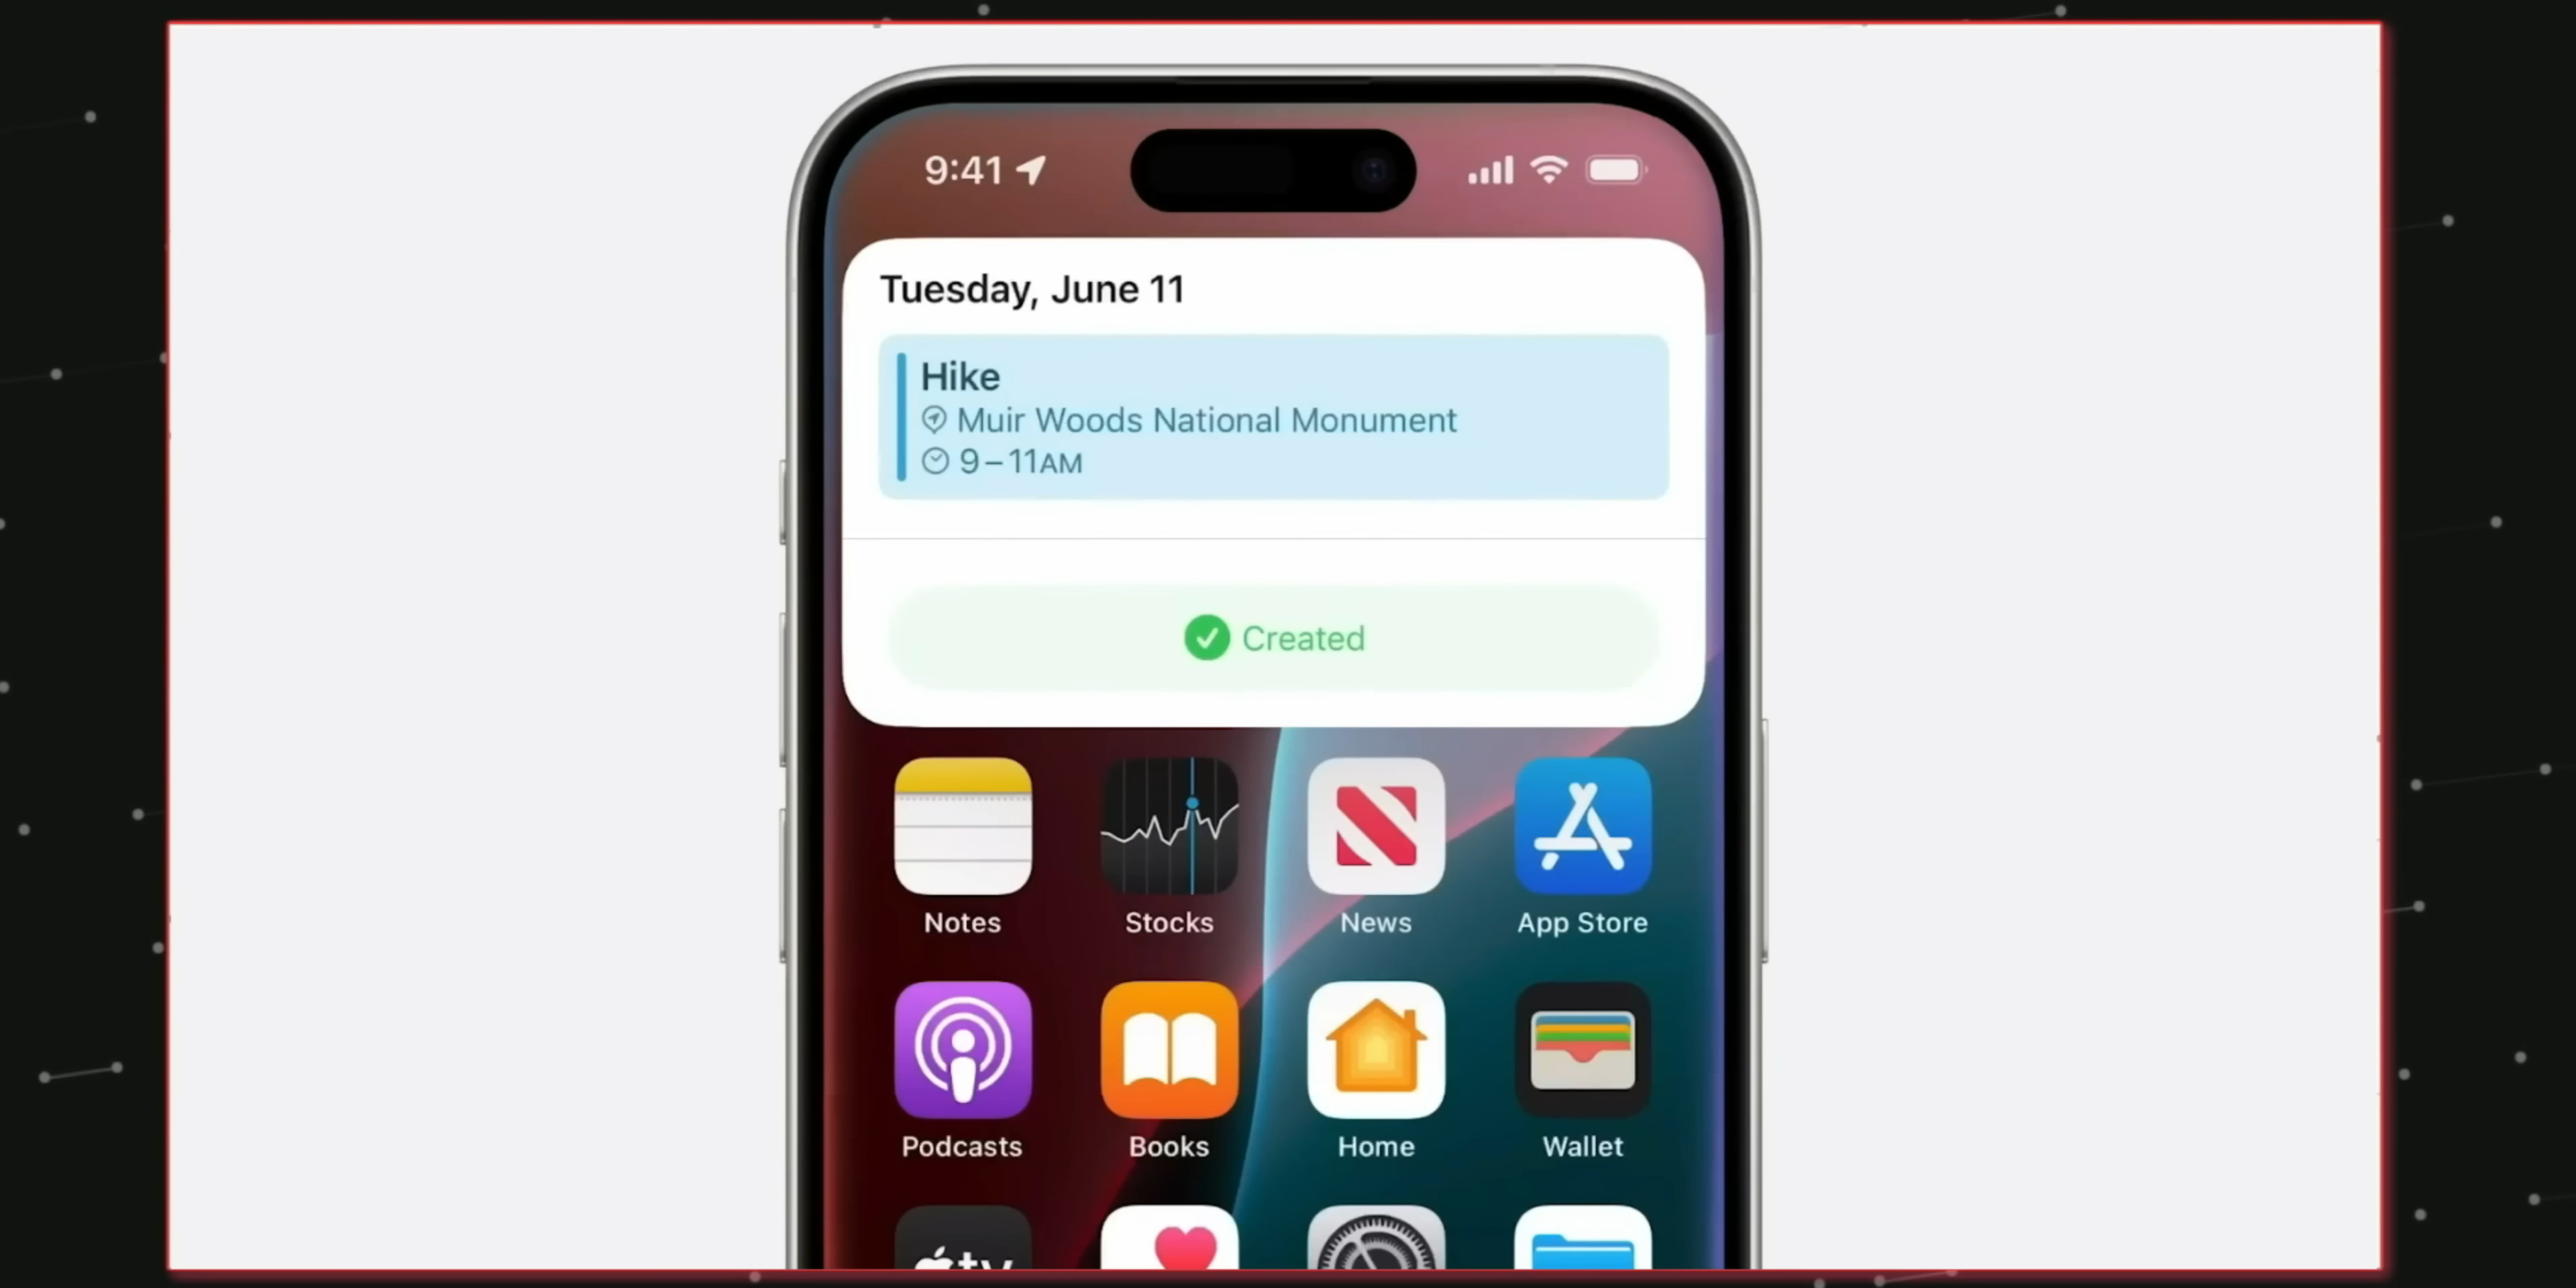 9:41
Tuesday, June 11
Hike
Muir Woods National Monument
9–11AM
Created
Notes Stocks News App Store
Podcasts Books Home Wallet
tv